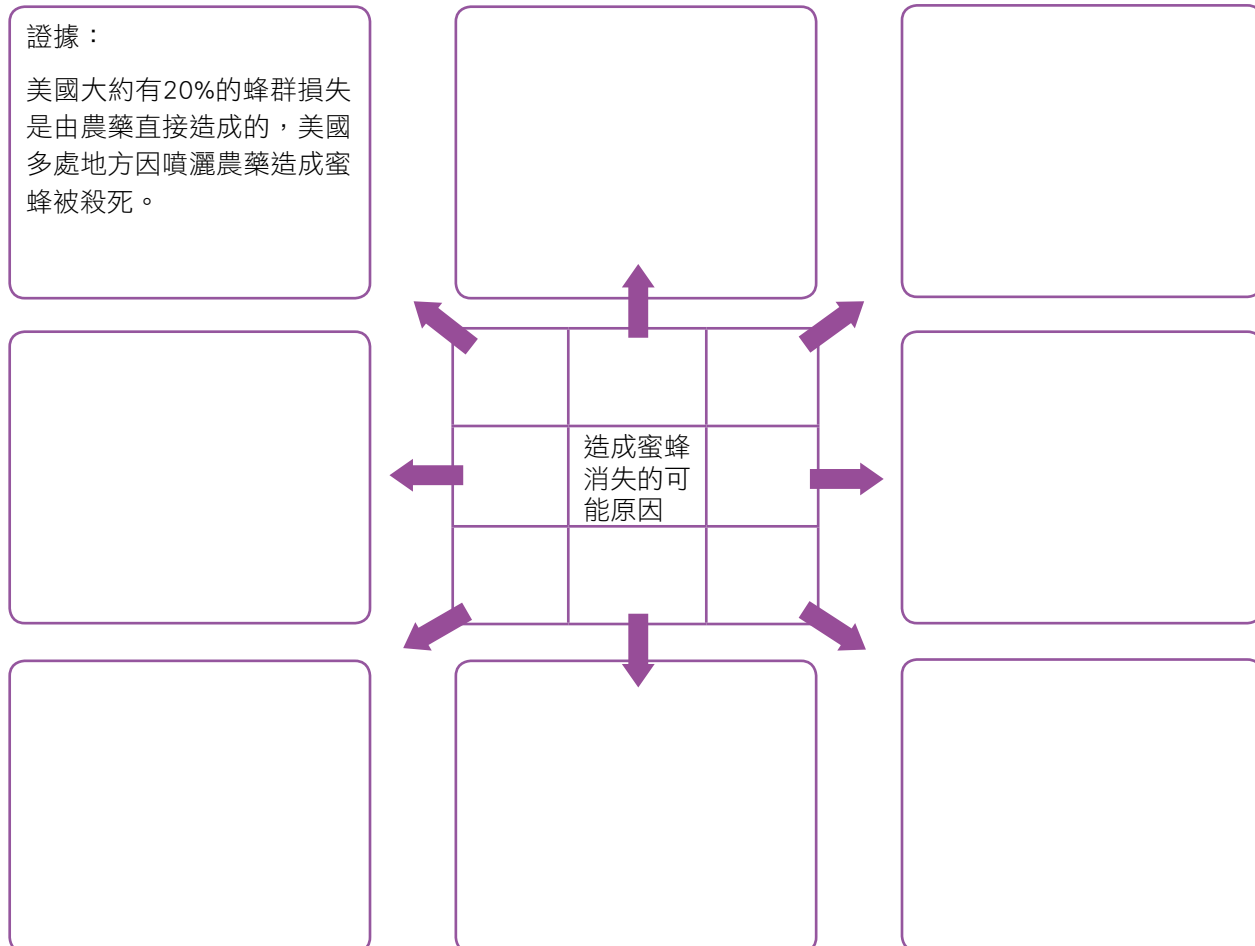 證據：
美國大約有20%的蜂群損失
是由農藥直接造成的，美國
多處地方因噴灑農藥造成蜜
蜂被殺死。
造成蜜蜂
消失的可
能原因